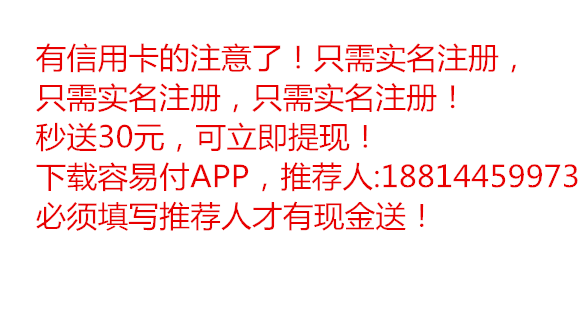 有信用卡的注意了！只需实名注册，
只需实名注册，只需实名注册！
秒送30元，可立即提现！
下载容易付APP，推荐人:18814459973
必须填写推荐人才有现金送！